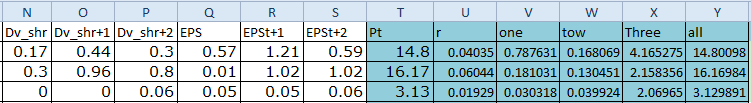 N O P Q R S T U V W X Y
Dv_shr Dv_shr+1 Dv_shr+2 EPS EPSt+1 EPSt+2 Pt r one tow Three all
0.17 0.44 0.3 0.57 1.21 0.59 14.8 0.04035 0.787631 0.168069 4.165275 14.80098
0.3 0.96 0.8 0.01 1.02 1.02 16.17 0.06044 0.181031 0.130451 2.158356 16.16984
0 0 0.06 0.05 0.05 0.06 3.13 0.01929 0.030318 0.039924 2.06965 3.129891